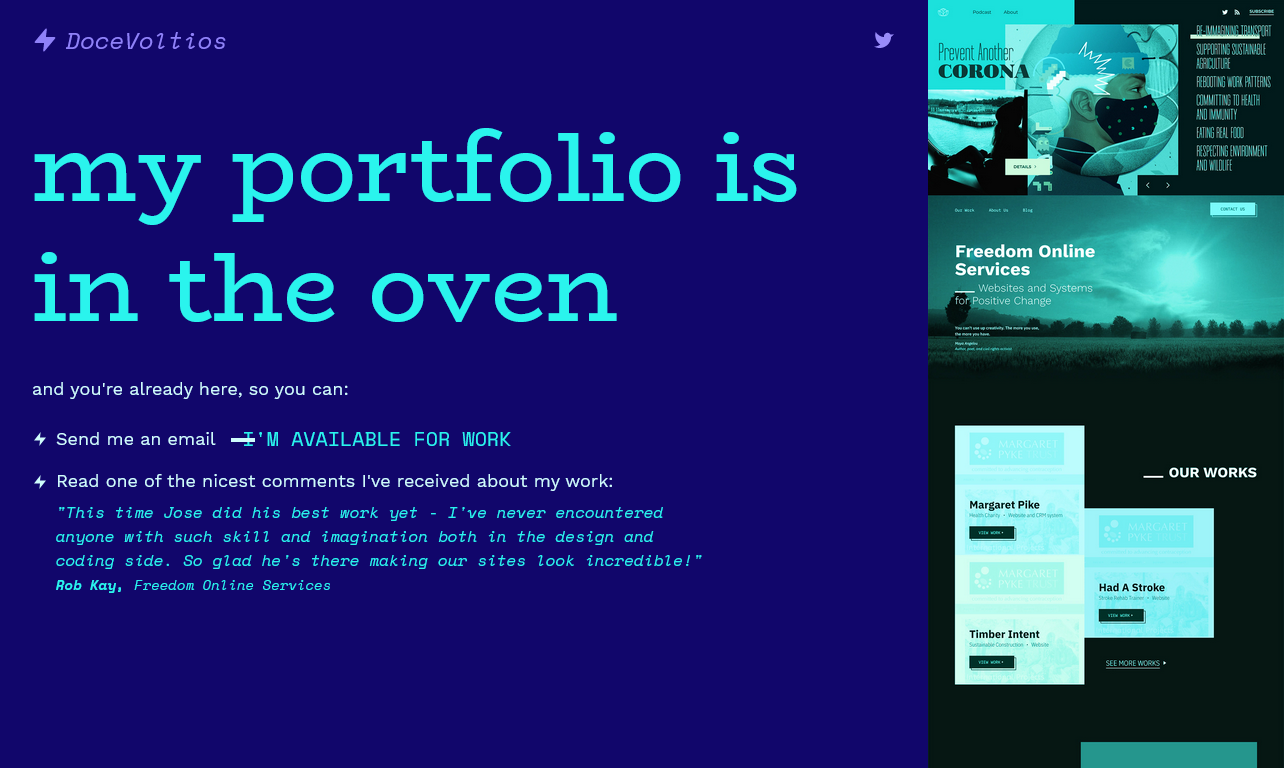 DoceVoltios
my portfolio is
in the oven
and you're already here, so you can:
Send me an email I'M AVAILABLE FOR WORK
Read one of the nicest comments I've received about my work:
"This time Jose did his best work yet - I've never encountered
anyone with such skill and imagination both in the design and
coding side. So glad he's there making our sites look incredible!"
Rob Kay, Freedom Online Services
Podcast About
SUBSCRIBE
Prevent Another
CORONA
DETAILS
RE-IMMAGINING TRANSPORT
SUPPORTING SUSTAINABLE
AGRICULTURE
REBOOTING WORK PATTERNS
COMMITTING TO HEALTH
AND IMMUNITY
EATING REAL FOOD
RESPECTING ENVIRONMENT
AND WILDLIFE
Our Work About Us Blog
CONTACT US
Freedom Online
Services
Websites and Systems
for Positive Change
You can't use up creativity. The more you use,
the more you have.
Maya Angelou
OUR WORKS
MARGARET
PYKE
Margaret Pike
Health Charity • Website and CRM system
VIEW WORK
MARGARET
PYKE
Had A Stroke
Stroke Rehab Trainer • Website
VIEW WORK
MARGARET
PYKE
Timber Intent
Sustainable Construction • Website
VIEW WORK
SEE MORE WORKS